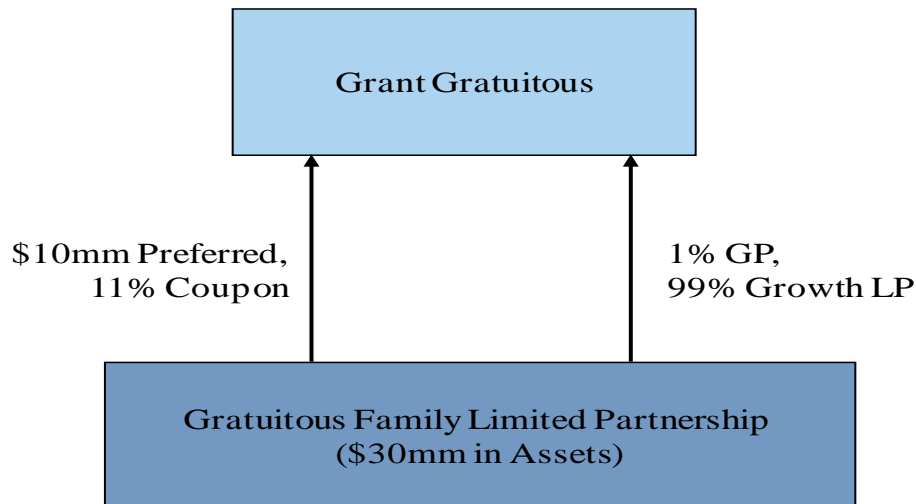 Grant Gratuitous
$10mm Preferred,
11% Coupon
1% GP,
99% Growth LP
Gratuitous Family Limited Partnership
($30mm in Assets)